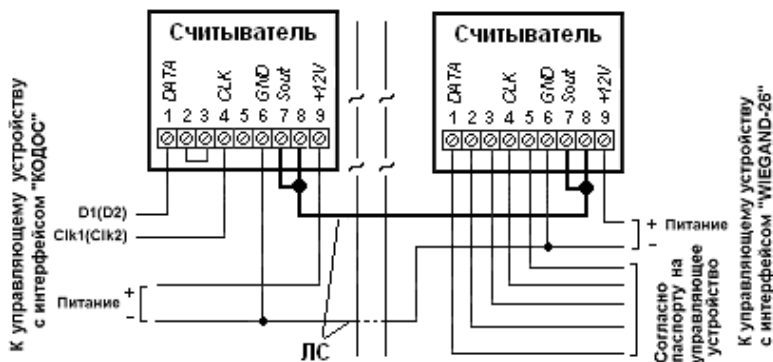 К управляющему устройству
с интерфейсом "КОДОС"
Считыватель
DATA CLK GND Sout +12V
1 2 3 4 5 6 7 8 9
D1(D2)
Clk1(Clk2)
Питание + −
ЛС
Считыватель
DATA CLK GND Sout +12V
1 2 3 4 5 6 7 8 9
+ Питание
−
Согласно
паспорту на
управляющее
устройство
К управляющему устройству
с интерфейсом "WIEGAND-26"